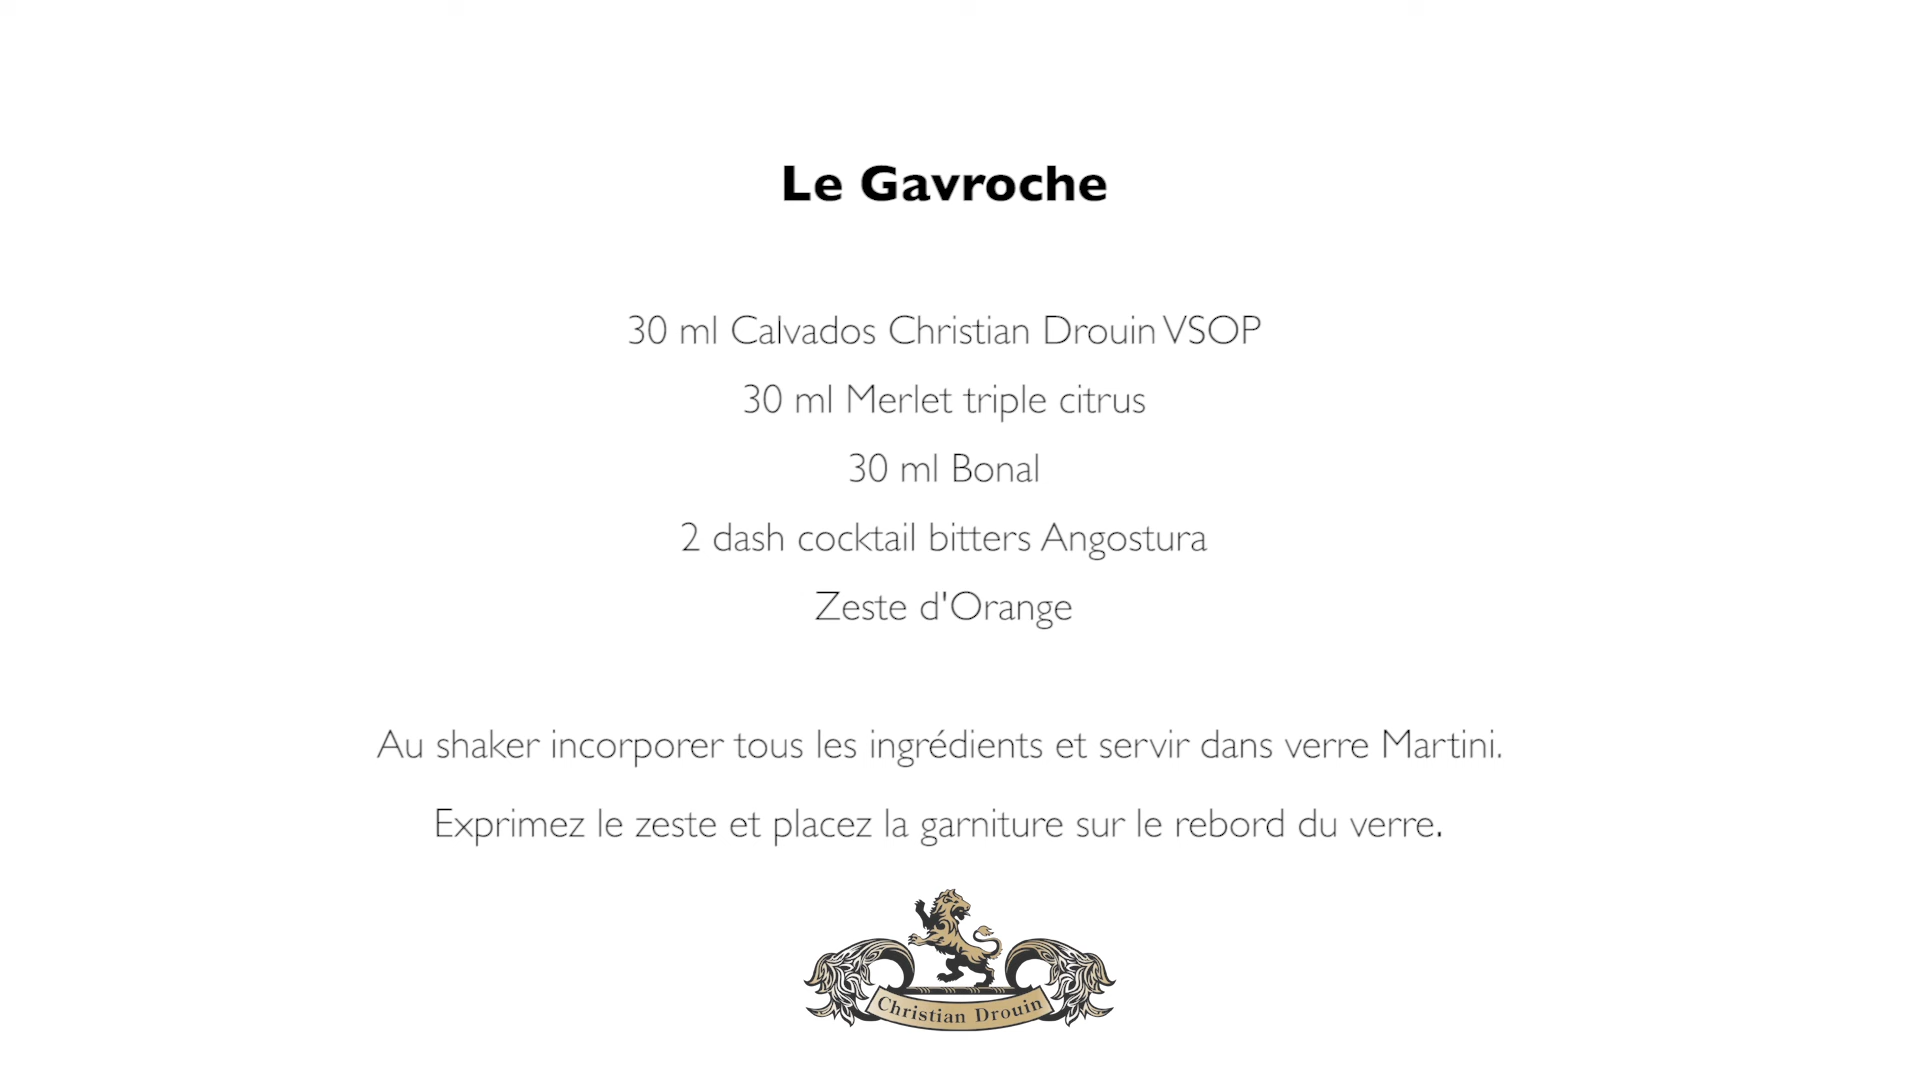 Le Gavroche
30 ml Calvados Christian Drouin VSOP
30 ml Merlet triple citrus
30 ml Bonal
2 dash cocktail bitters Angostura
Zeste d'Orange
Au shaker incorporer tous les ingrédients et servir dans verre Martini.
Exprimez le zeste et placez la garniture sur le rebord du verre.
Christian Drouin